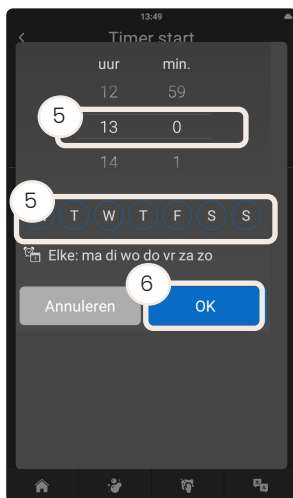 13:49
Timer start
uur min.
12 59
5
13 0
14 1
5
T W T F S S
Elke: ma di wo do vr za zo
6
Annuleren OK